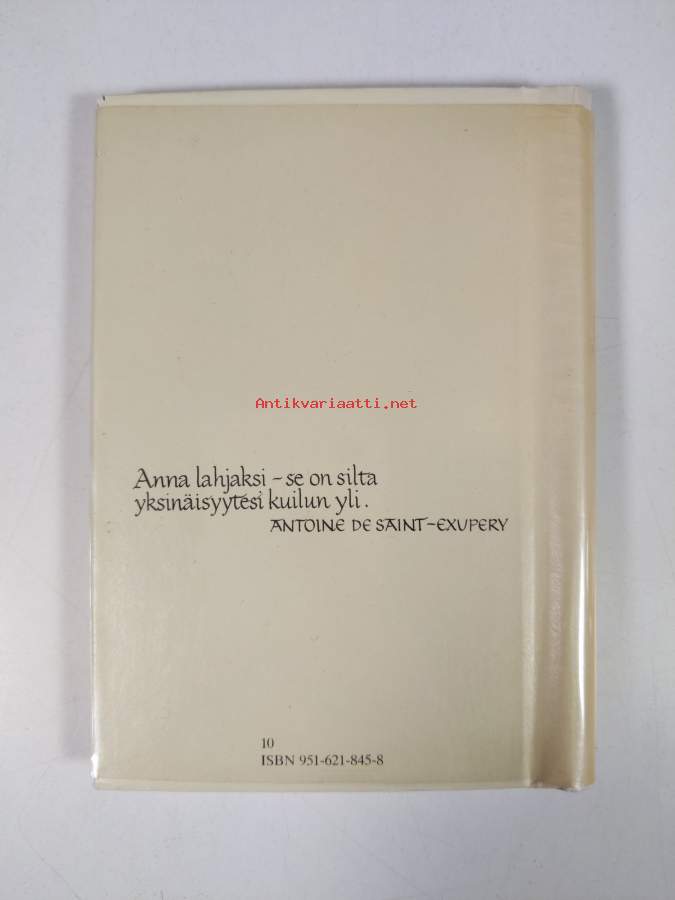 Antikvariaatti.net
Anna lahjaksi - se on silta
yksinäisyytesi kuilun yli.
ANTOINE DE SAINT-EXUPERY
10
ISBN 951-621-845-8